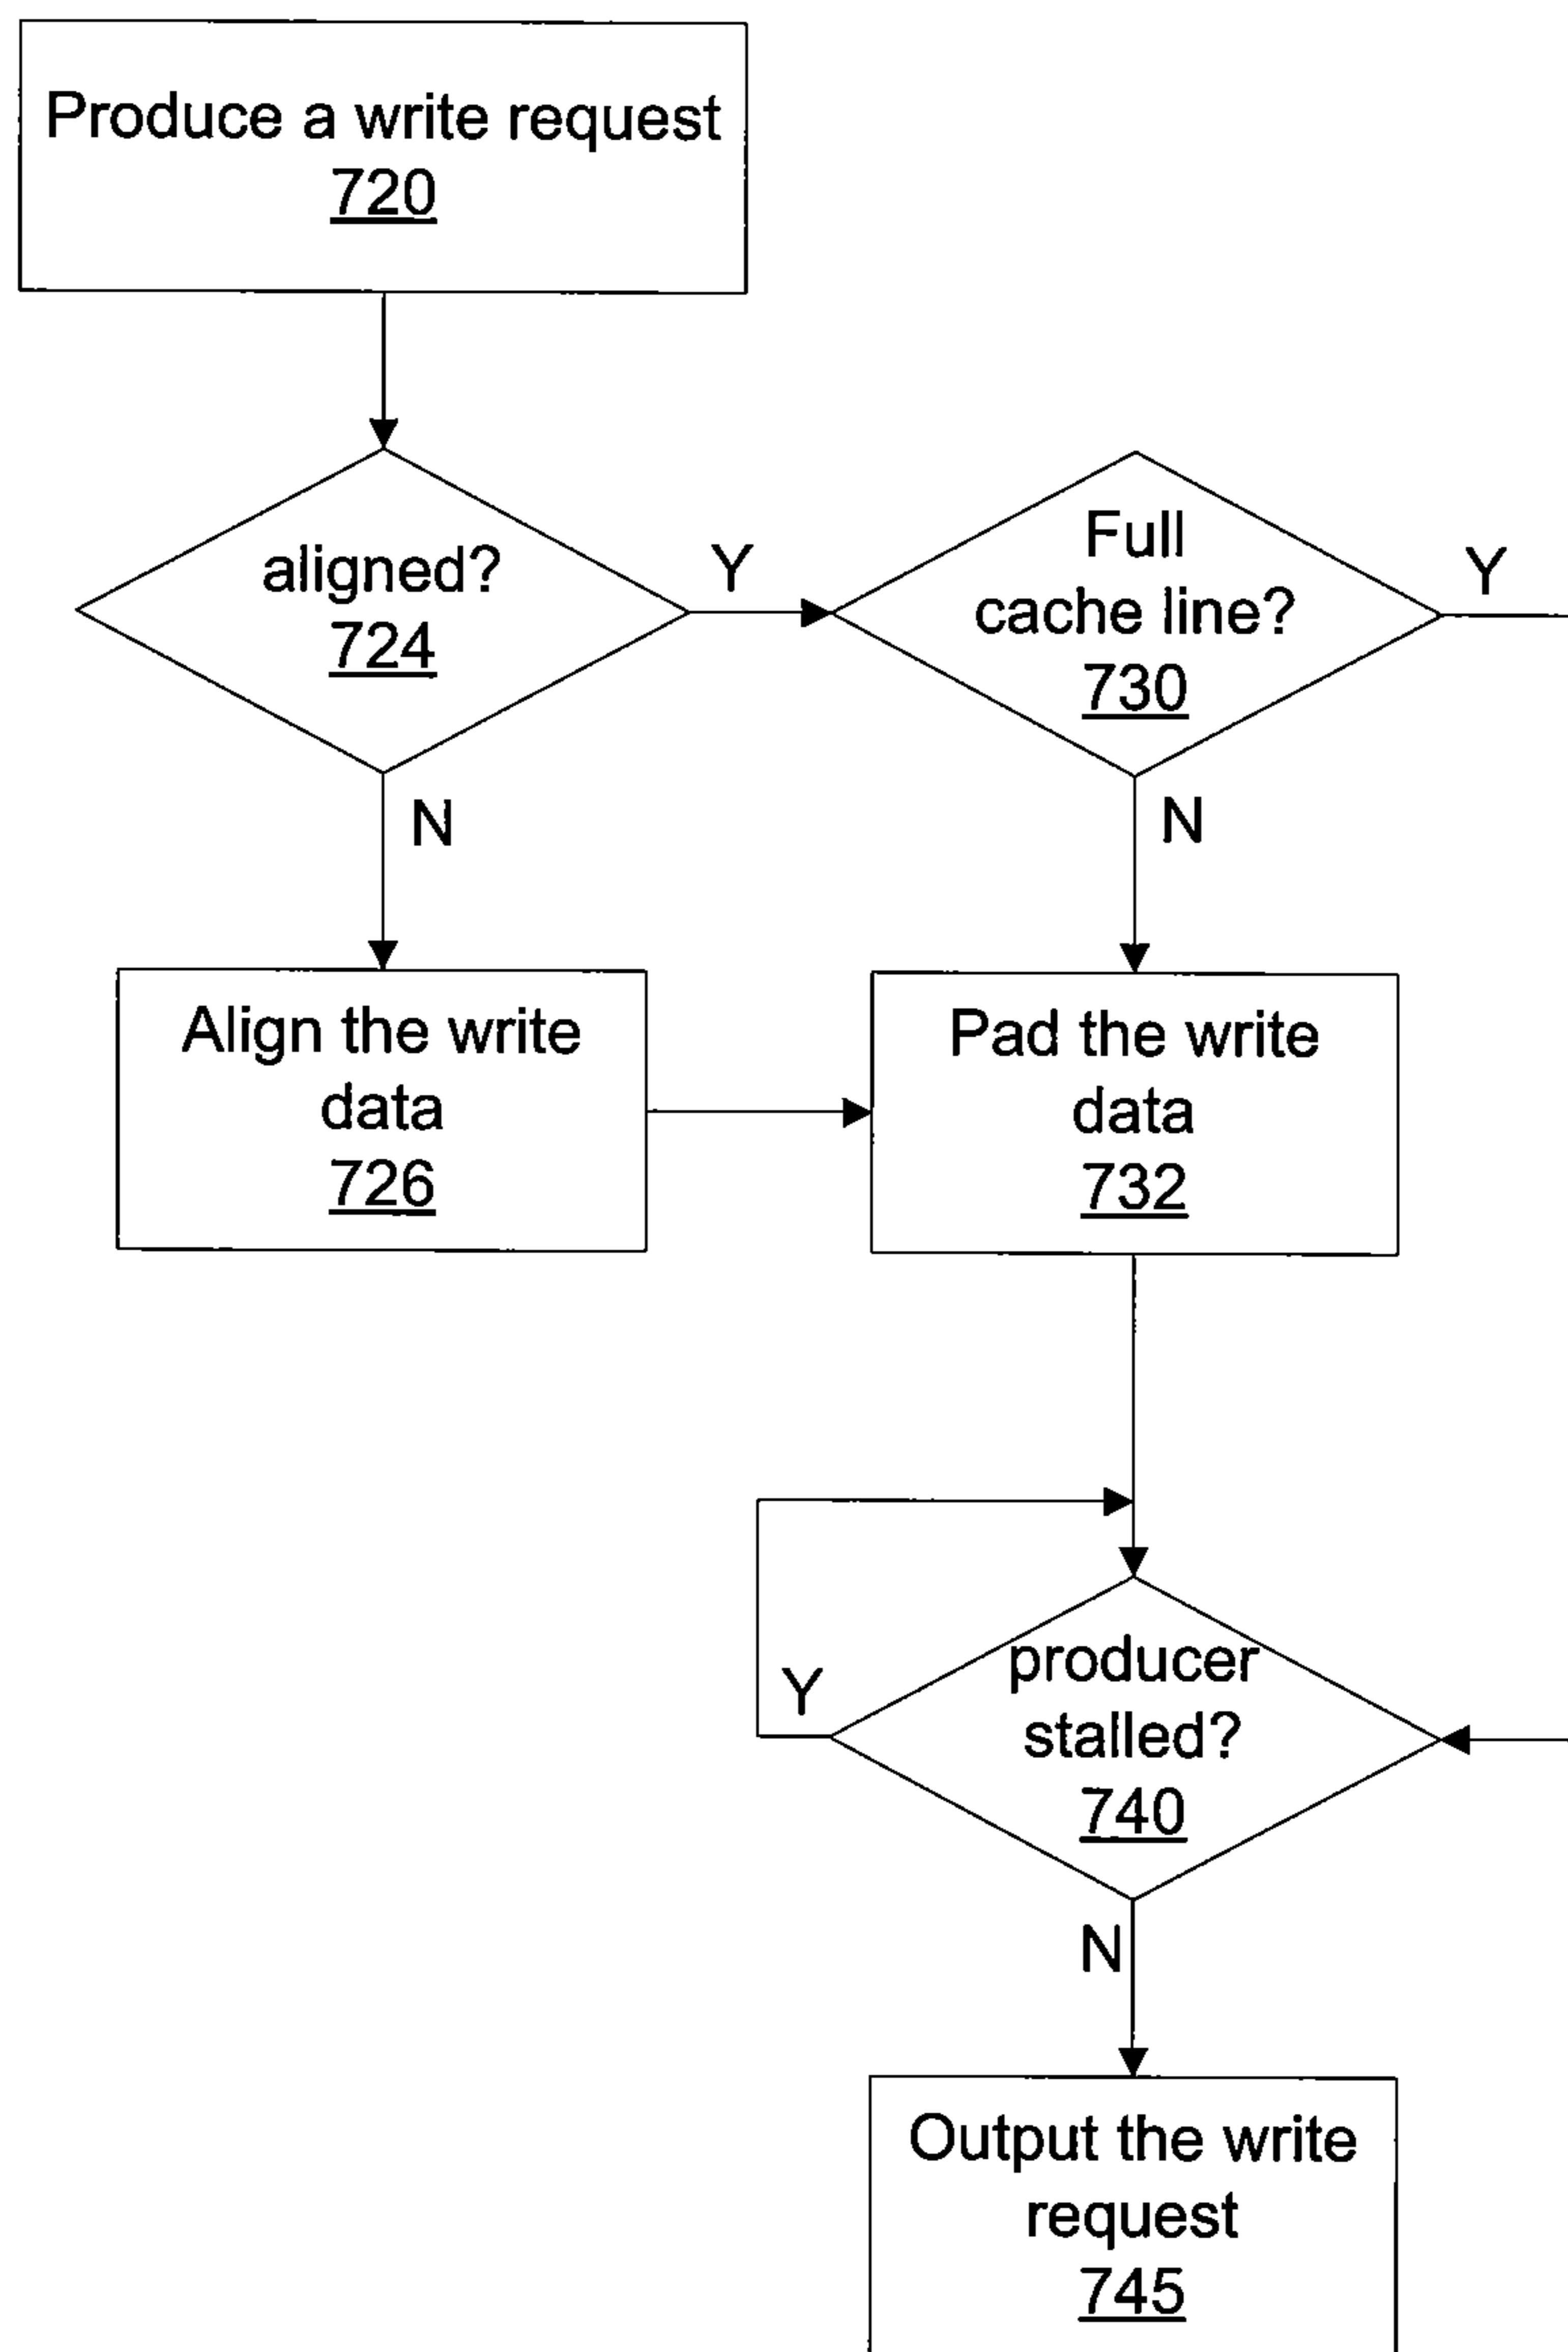 Produce a write request
720
aligned?
724
Y
Full
cache line?
730
Y
N
N
Align the write
data
726
Pad the write
data
732
Y
producer
stalled?
740
N
Output the write
request
745